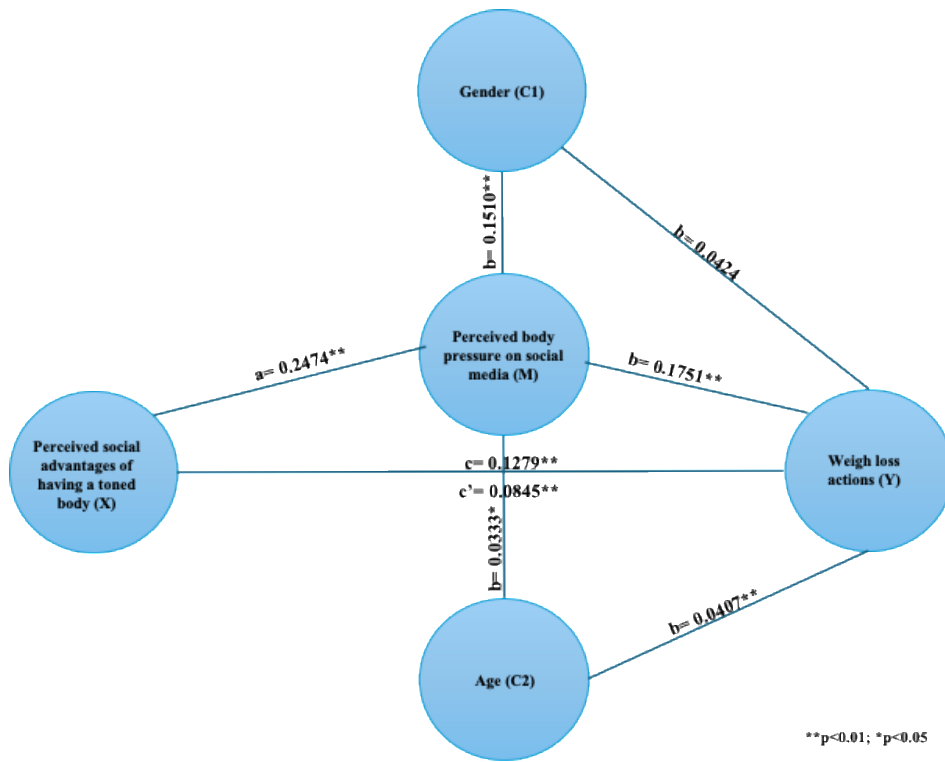 Gender (C1)
b= 0.1510**
b= 0.0424
Perceived body
pressure on social
media (M)
a= 0.2474**
b= 0.1751**
Perceived social
advantages of
having a toned
body (X)
c= 0.1279**
c’= 0.0845**
Weigh loss
actions (Y)
b= 0.0333*
b= 0.0407**
Age (C2)
**p<0.01; *p<0.05